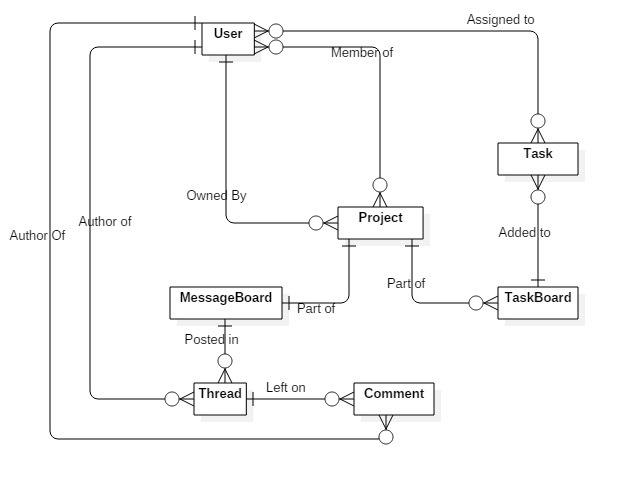 Assigned to
User
Member of
Task
Owned By
Project
Author of
Author Of
Added to
Part of
MessageBoard
TaskBoard
Part of
Posted in
Left on
Thread
Comment